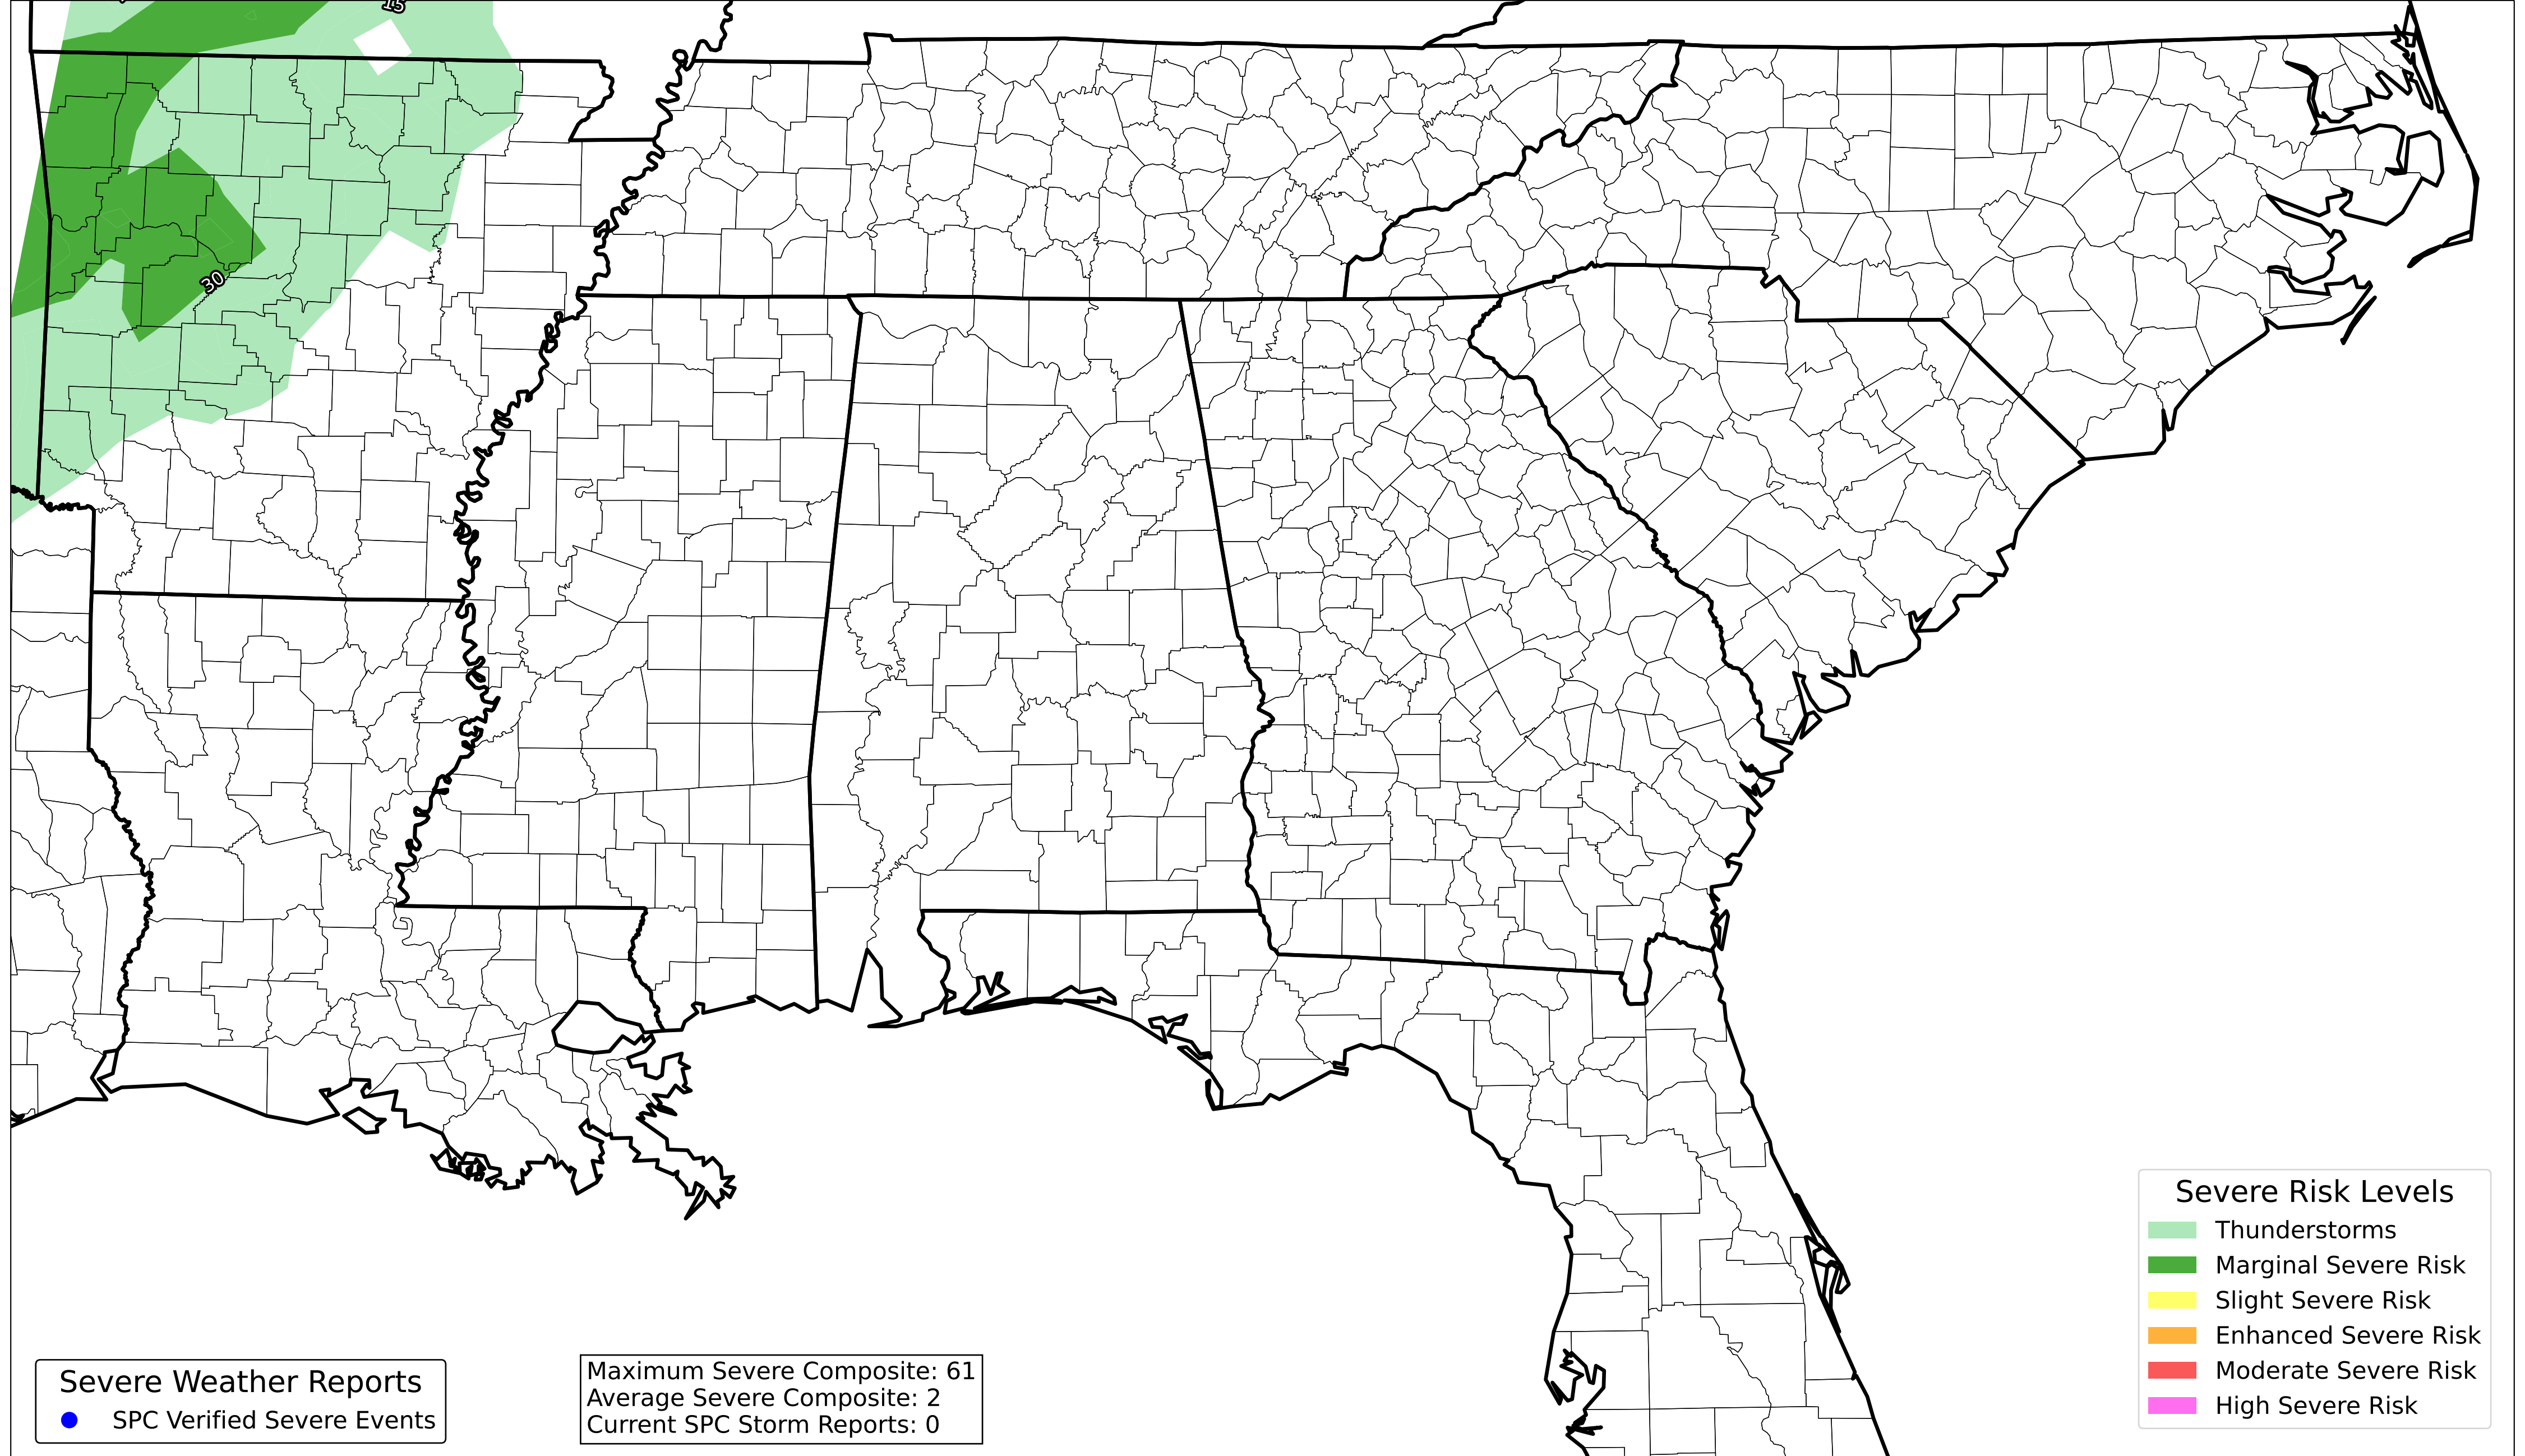 15
30
Severe Risk Levels
Thunderstorms
Marginal Severe Risk
Slight Severe Risk
Enhanced Severe Risk
Moderate Severe Risk
High Severe Risk
Severe Weather Reports
SPC Verified Severe Events
Maximum Severe Composite: 61
Average Severe Composite: 2
Current SPC Storm Reports: 0